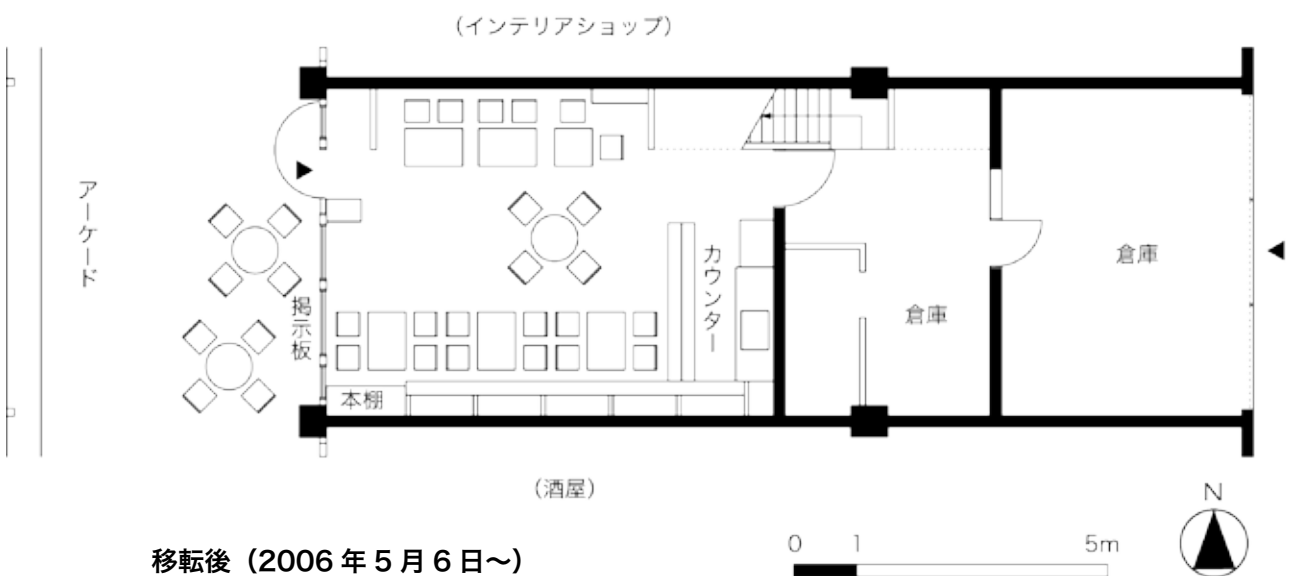 (インテリアショップ)
アーケード
掲示板
本棚
カウンター
倉庫
倉庫
(酒屋)
移転後(2006年5月6日〜)
0 1 5m
N